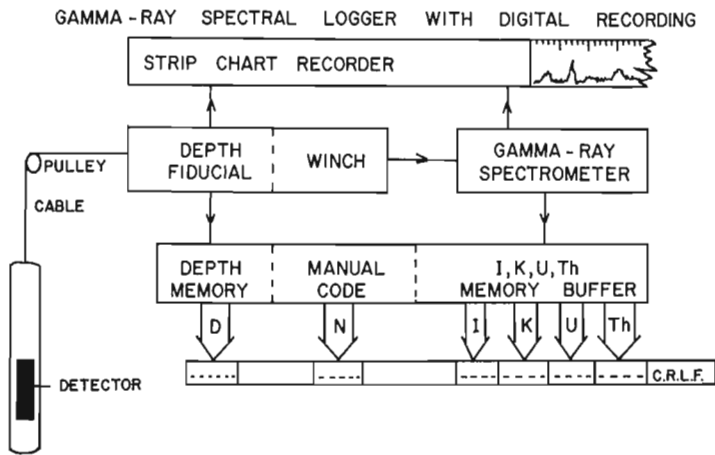 GAMMA-RAY SPECTRAL LOGGER WITH DIGITAL RECORDING
STRIP CHART RECORDER
PULLEY
DEPTH
FIDUCIAL
WINCH
GAMMA-RAY
SPECTROMETER
CABLE
DEPTH
MEMORY
MANUAL
CODE
I, K, U, Th
MEMORY BUFFER
D N I K U Th
DETECTOR
C.R.L.F.